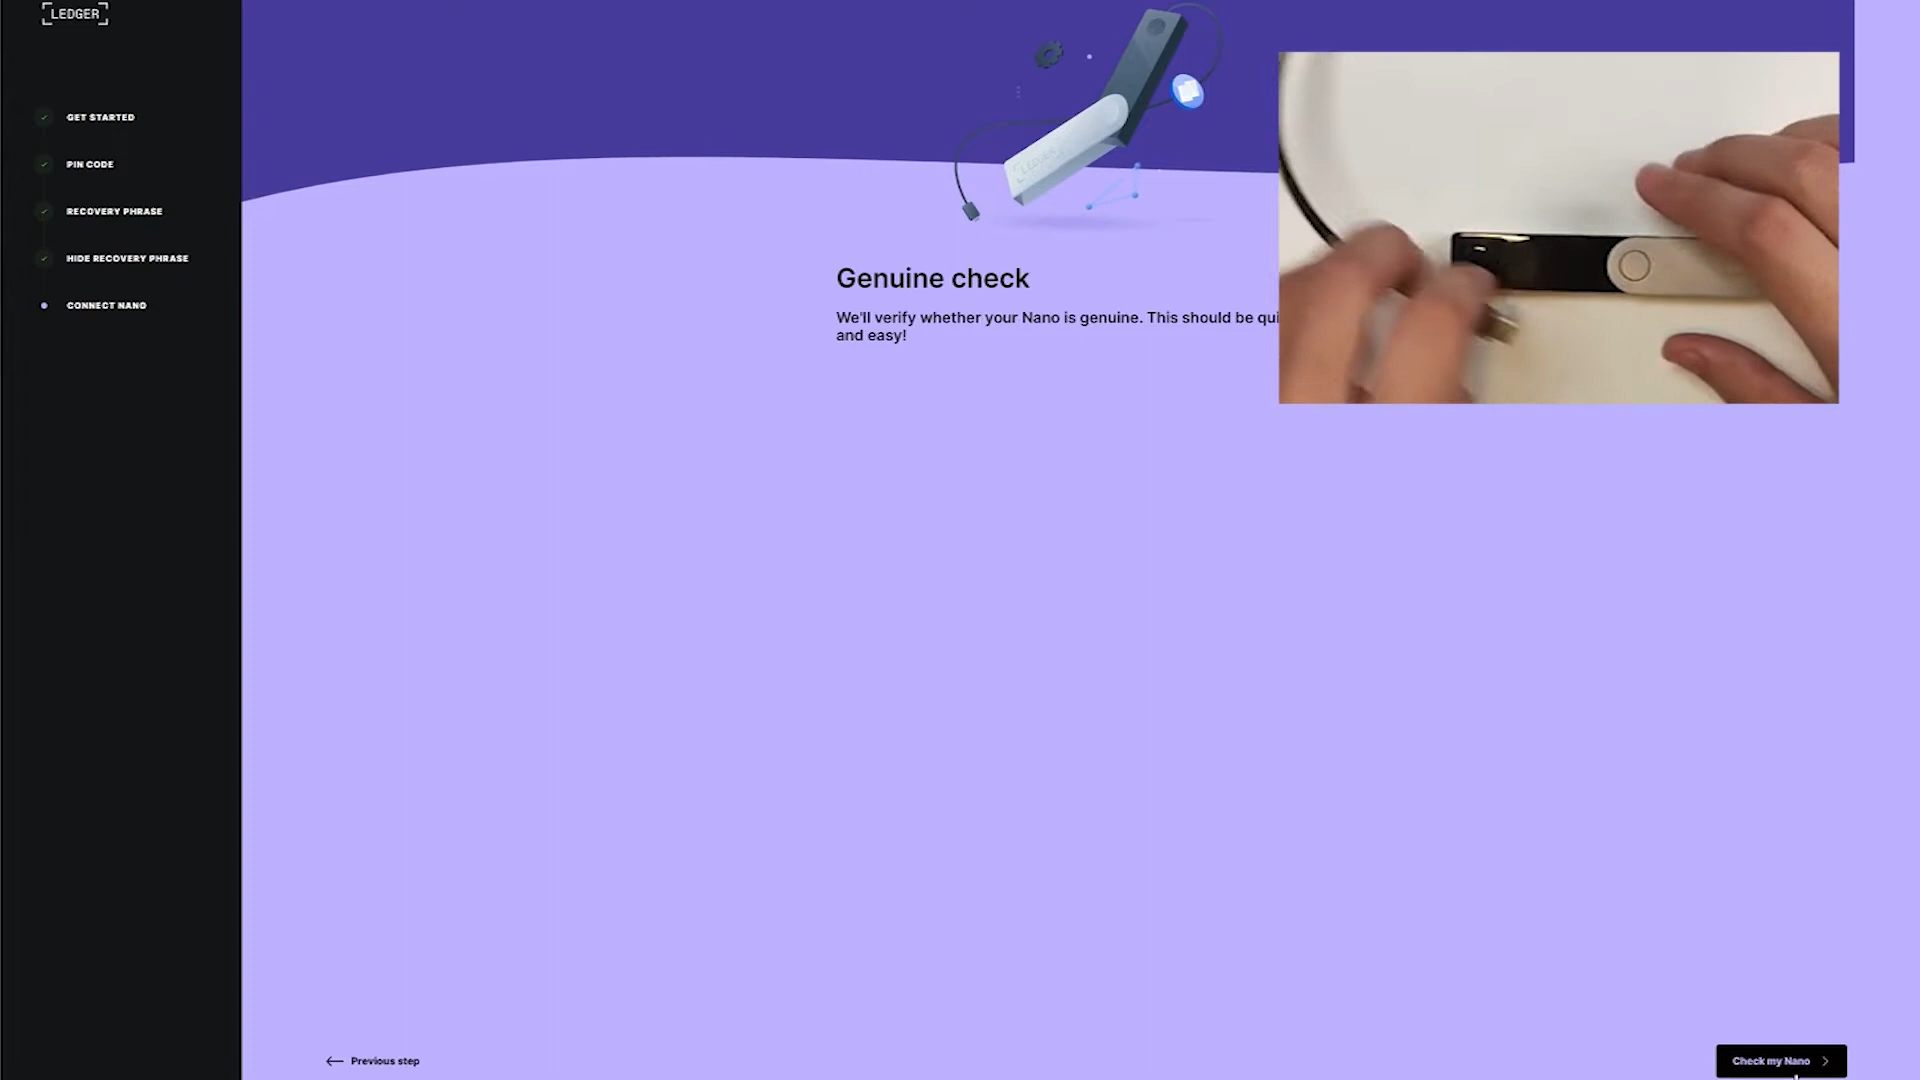 LEDGER
GET STARTED
PIN CODE
RECOVERY PHRASE
HIDE RECOVERY PHRASE
CONNECT NANO
LEDGER
Genuine check
We'll verify whether your Nano is genuine. This should be
and easy!
Previous step
Check my Nano